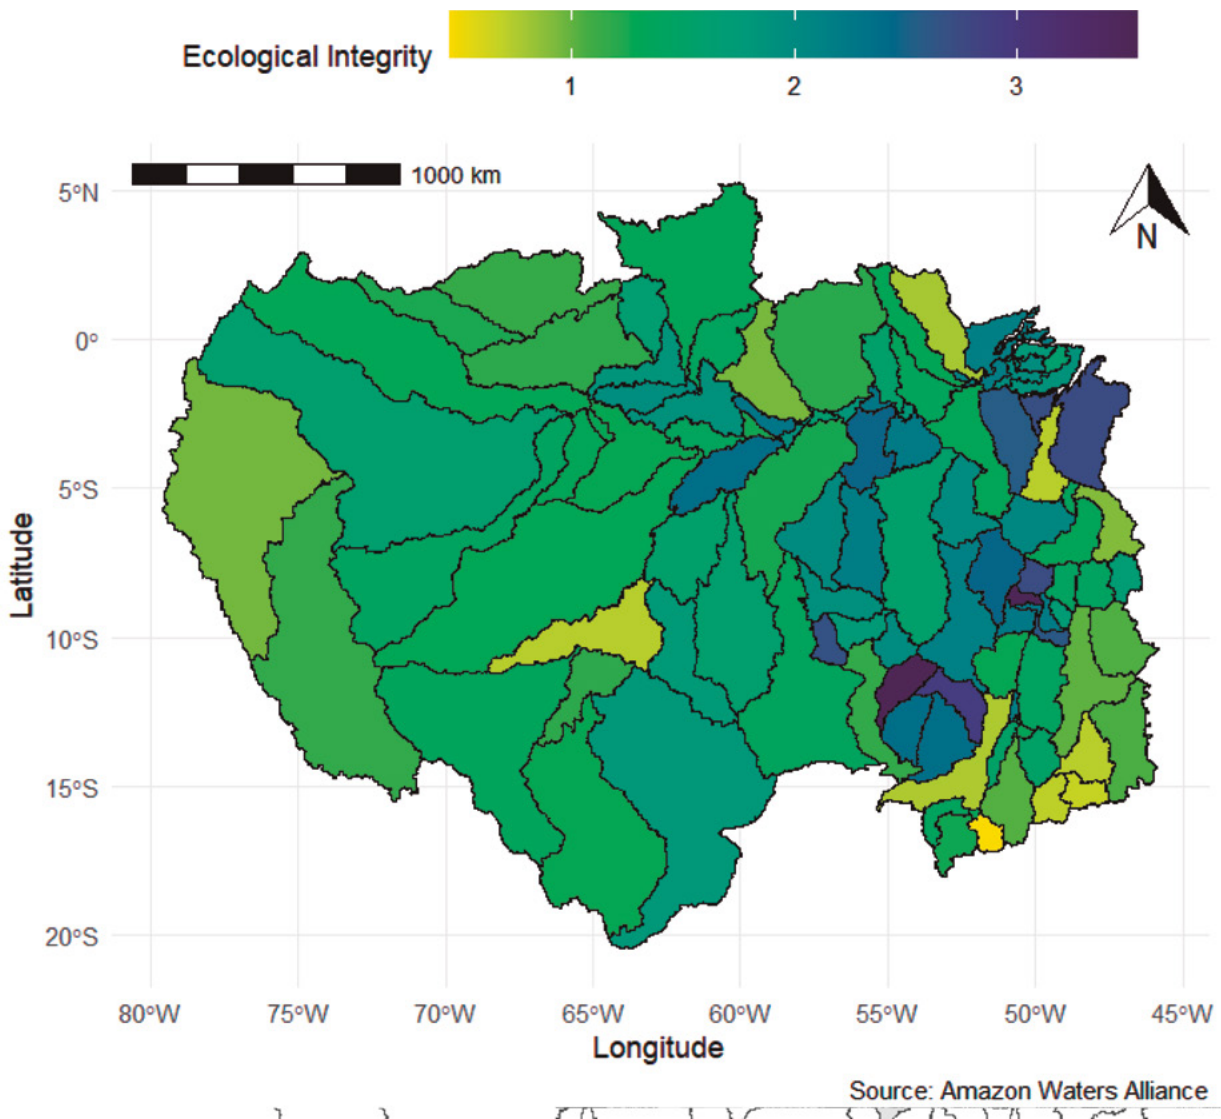 Ecological Integrity
1 2 3
1000 km
N
5°N
0°
5°S
10°S
15°S
20°S
Latitude
80°W 75°W 70°W 65°W 60°W 55°W 50°W 45°W
Longitude
Source: Amazon Waters Alliance